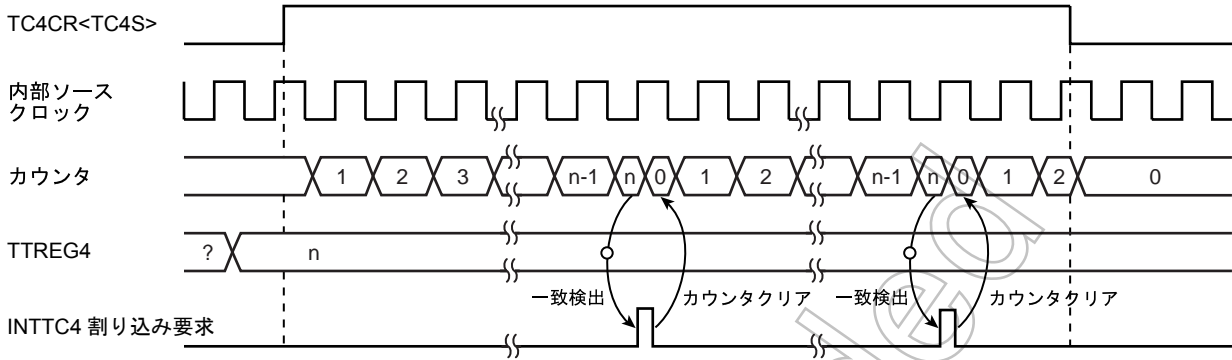 TC4CR<TC4S>
内部ソース
クロック
カウンタ 1 2 3 n-1 n 0 1 2 n-1 n 0 1 2 0
TTREG4 ? n
一致検出 カウンタクリア 一致検出 カウンタクリア
INTTC4 割り込み要求